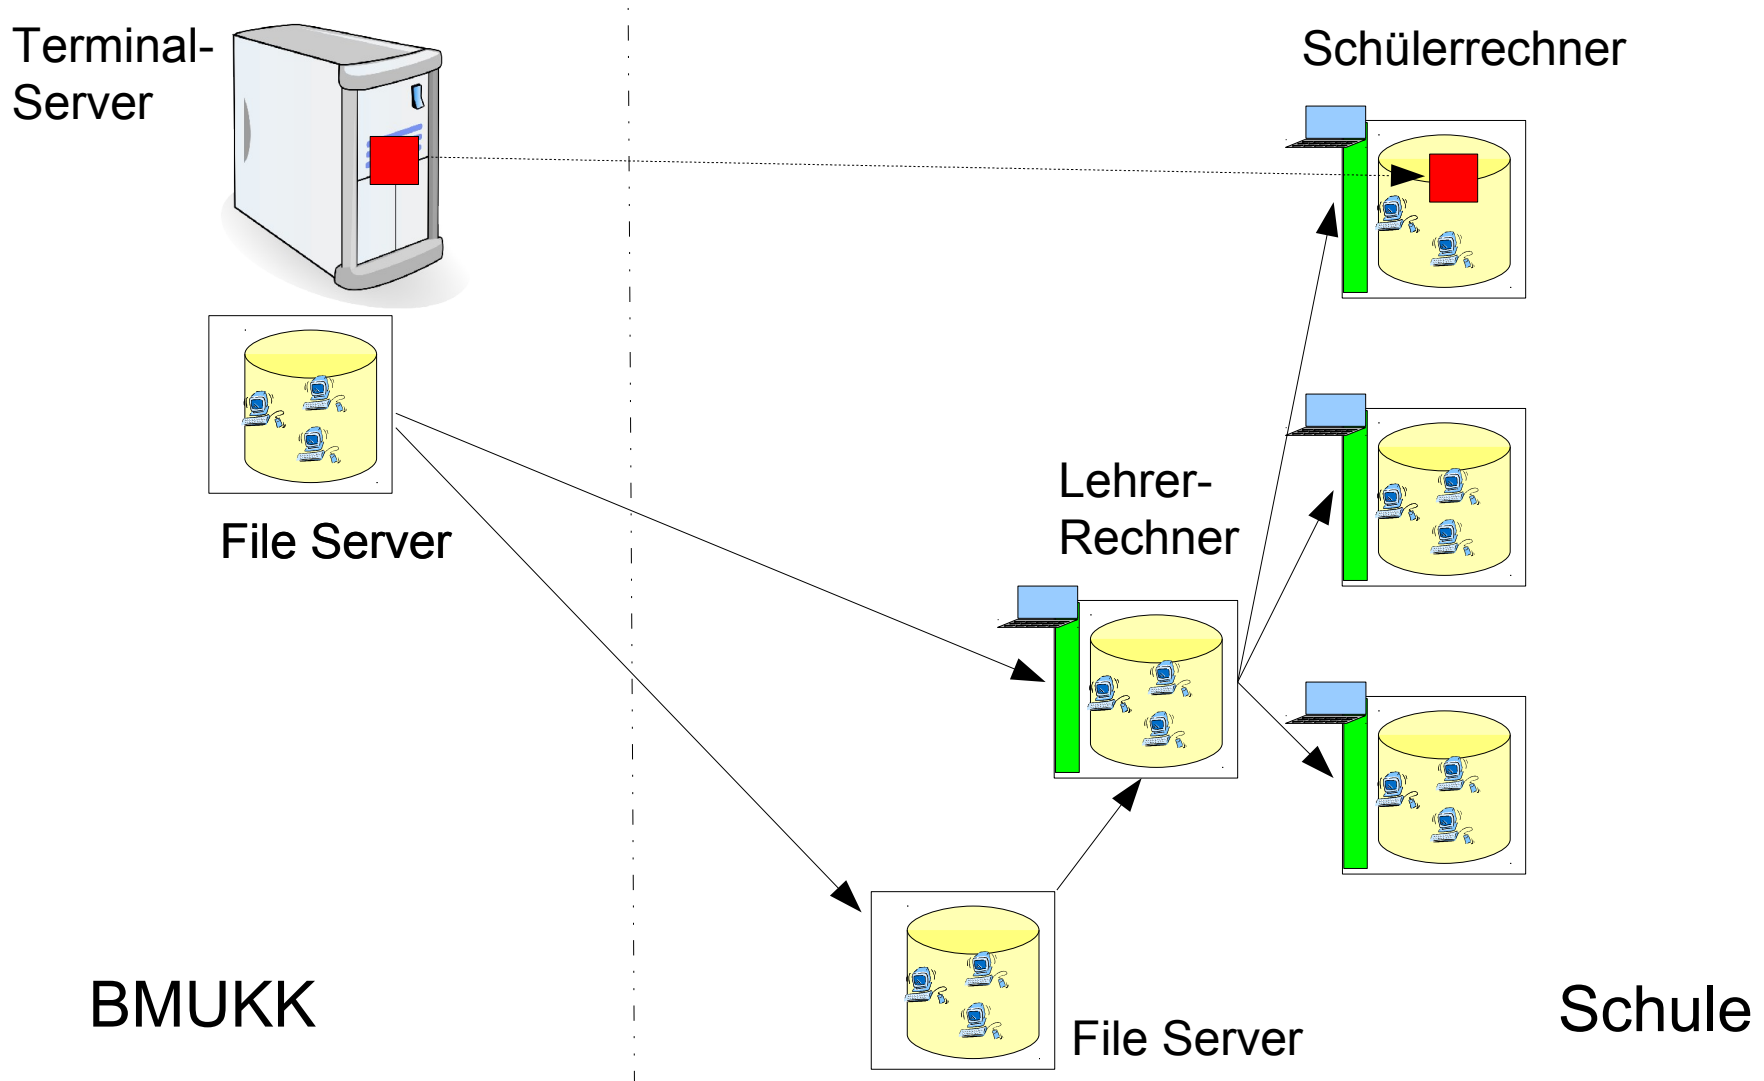 Terminal-
Server
Schülerrechner
File Server
Lehrer-
Rechner
BMUKK
File Server
Schule